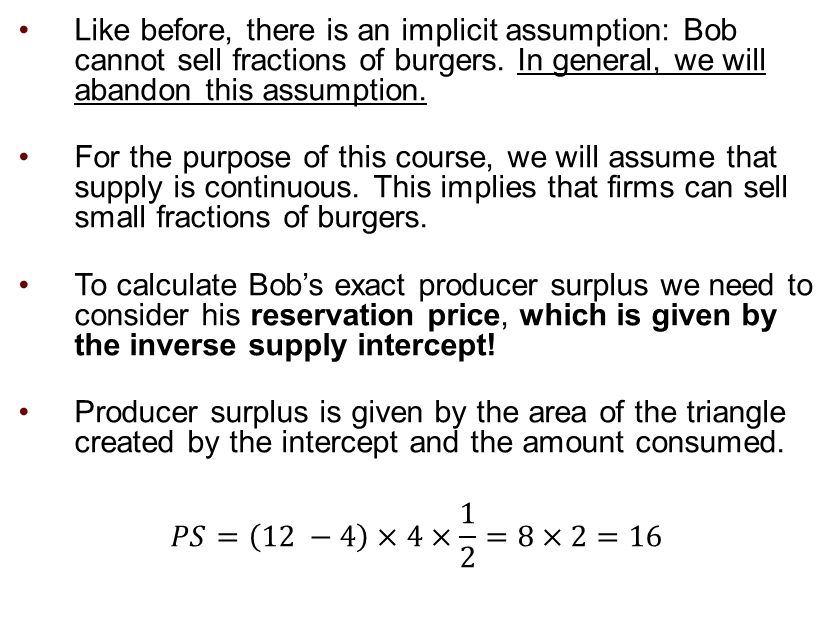 • Like before, there is an implicit assumption: Bob
cannot sell fractions of burgers. In general, we will
abandon this assumption.
• For the purpose of this course, we will assume that
supply is continuous. This implies that firms can sell
small fractions of burgers.
• To calculate Bob’s exact producer surplus we need to
consider his reservation price, which is given by
the inverse supply intercept!
• Producer surplus is given by the area of the triangle
created by the intercept and the amount consumed.
PS = (12 − 4) × 4 × 1/2 = 8 × 2 = 16